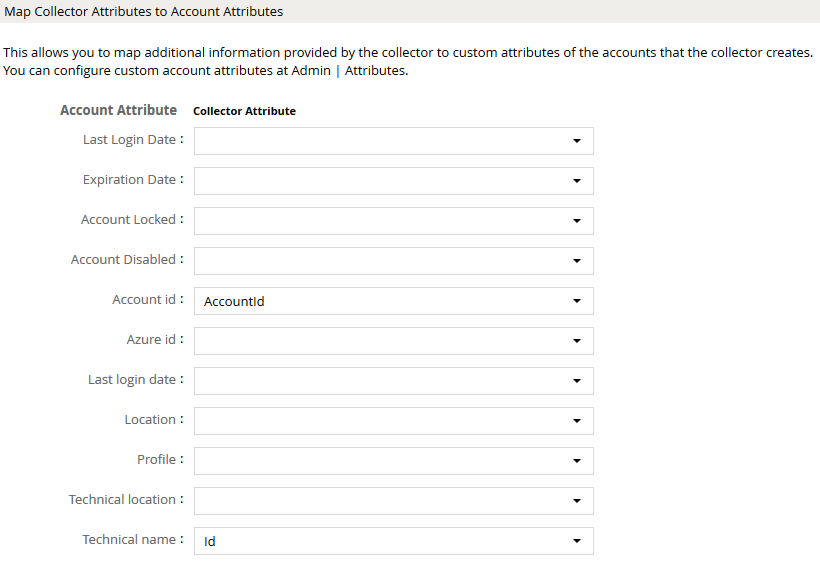 Map Collector Attributes to Account Attributes
This allows you to map additional information provided by the collector to custom attributes of the accounts that the collector creates.
You can configure custom account attributes at Admin | Attributes.
Account Attribute Collector Attribute
Last Login Date :
Expiration Date :
Account Locked :
Account Disabled :
Account id : AccountId
Azure id :
Last login date :
Location :
Profile :
Technical location :
Technical name : Id